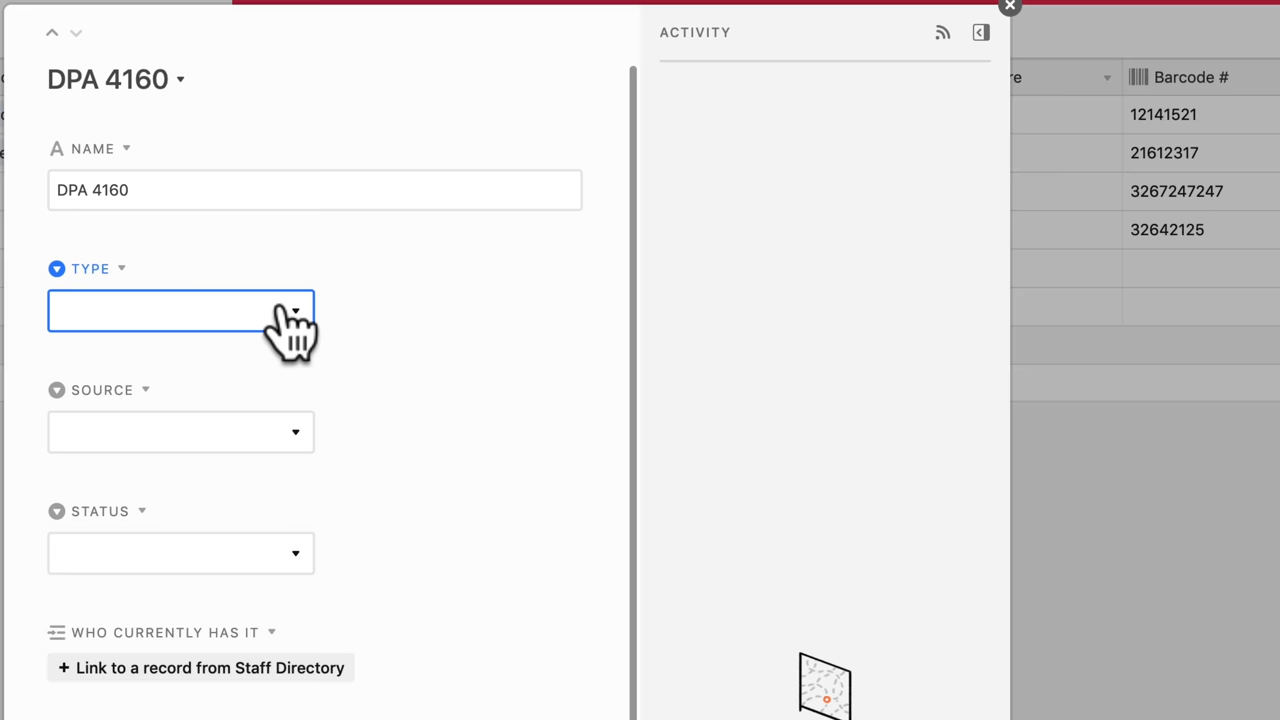 DPA 4160
NAME
DPA 4160
TYPE
SOURCE
STATUS
WHO CURRENTLY HAS IT
+ Link to a record from Staff Directory
ACTIVITY
re
Barcode #
12141521
21612317
3267247247
32642125